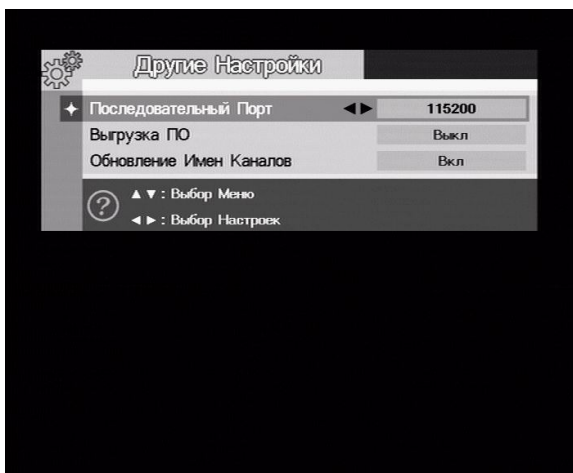 Другие Настройки
Последовательный Порт ◀▶ 115200
Выгрузка ПО Выкл
Обновление Имен Каналов Вкл
? ▲ ▼ : Выбор Меню
◀ ▶ : Выбор Настроек